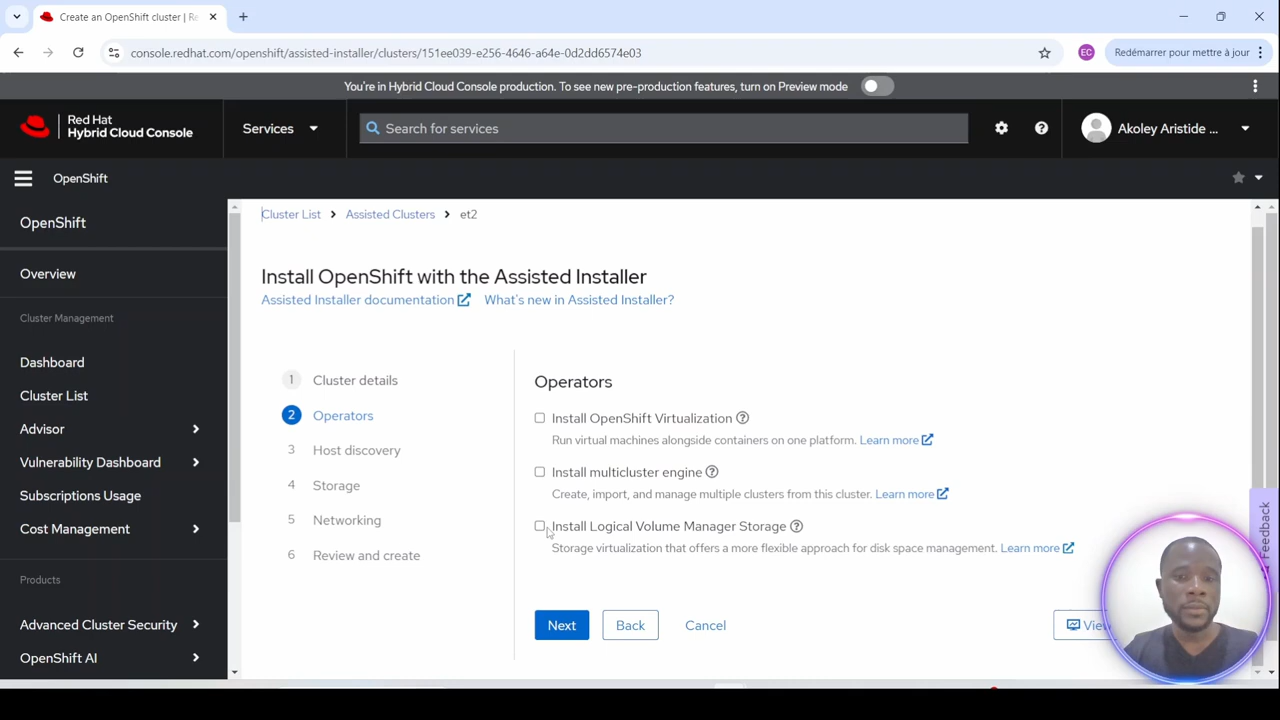 Create an OpenShift cluster | Re
console.redhat.com/openshift/assisted-installer/clusters/151ee039-e256-4646-a64e-0d2dd6574e03
EC
Redémarrer pour mettre à jour
You're in Hybrid Cloud Console production. To see new pre-production features, turn on Preview mode
Red Hat
Hybrid Cloud Console
Services
Search for services
Akoley Aristide ...
OpenShift
OpenShift
Overview
Cluster Management
Dashboard
Cluster List
Advisor
Vulnerability Dashboard
Subscriptions Usage
Cost Management
Products
Advanced Cluster Security
OpenShift AI
Cluster List > Assisted Clusters > et2
Install OpenShift with the Assisted Installer
Assisted Installer documentation What's new in Assisted Installer?
1 Cluster details
2 Operators
3 Host discovery
4 Storage
5 Networking
6 Review and create
Operators
Install OpenShift Virtualization
Run virtual machines alongside containers on one platform. Learn more
Install multicluster engine
Create, import, and manage multiple clusters from this cluster. Learn more
Install Logical Volume Manager Storage
Storage virtualization that offers a more flexible approach for disk space management. Learn more
Next Back Cancel
Feedback